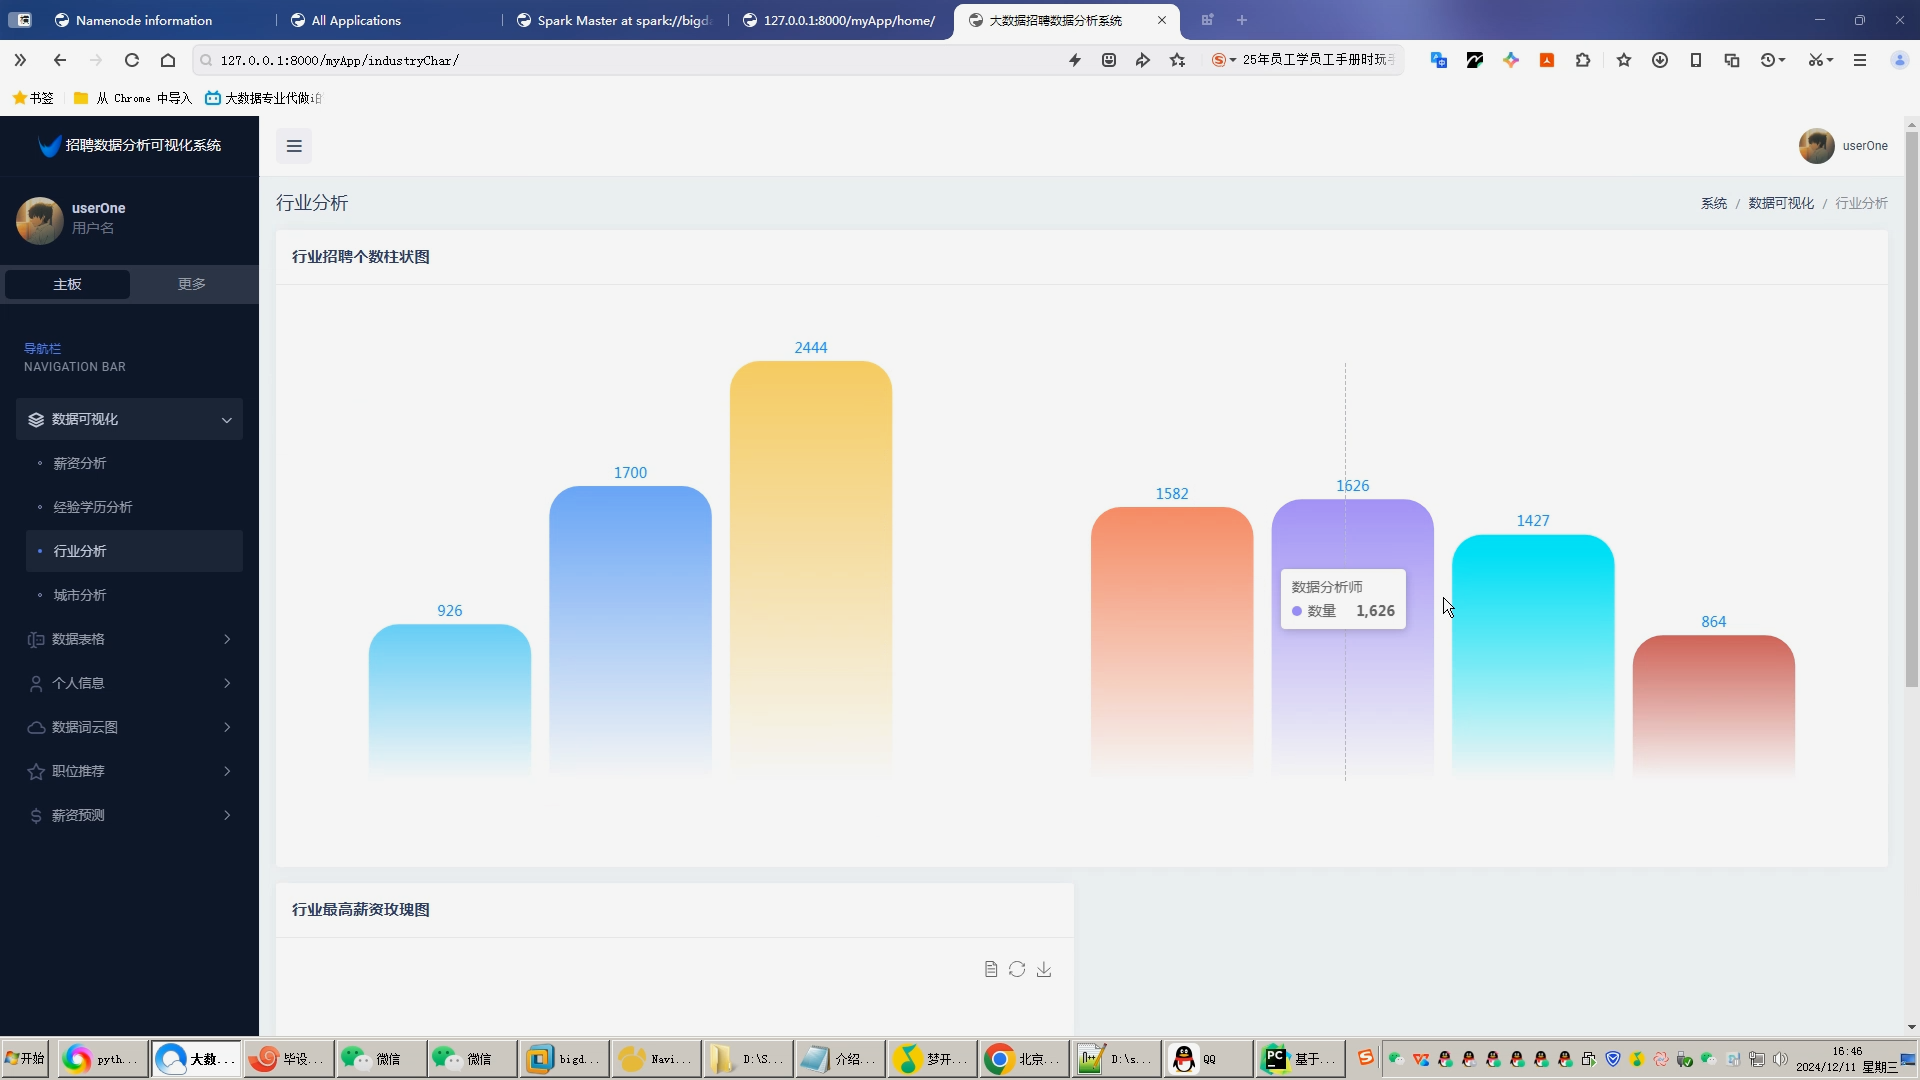 Namenode information
All Applications
Spark Master at spark://bigda
127.0.0.1:8000/myApp/home/
大数据招聘数据分析系统
127.0.0.1:8000/myApp/industryChar/
25年员工学员工手册时玩手
书签
从 Chrome 中导入
大数据专业代做
招聘数据分析可视化系统
userOne
userOne
用户名
主板
更多
导航栏
NAVIGATION BAR
数据可视化
薪资分析
经验学历分析
行业分析
城市分析
数据表格
个人信息
数据词云图
职位推荐
薪资预测
行业分析
系统 / 数据可视化 / 行业分析
行业招聘个数柱状图
926
1700
2444
1582
1626
1427
864
数据分析师
数量 1,626
行业最高薪资玫瑰图
开始
pyth...
大数...
毕设...
微信
微信
bigd...
Navi...
D:\S...
介绍...
梦开...
北京...
D:\s...
QQ
基于...
16:46
2024/12/11 星期三